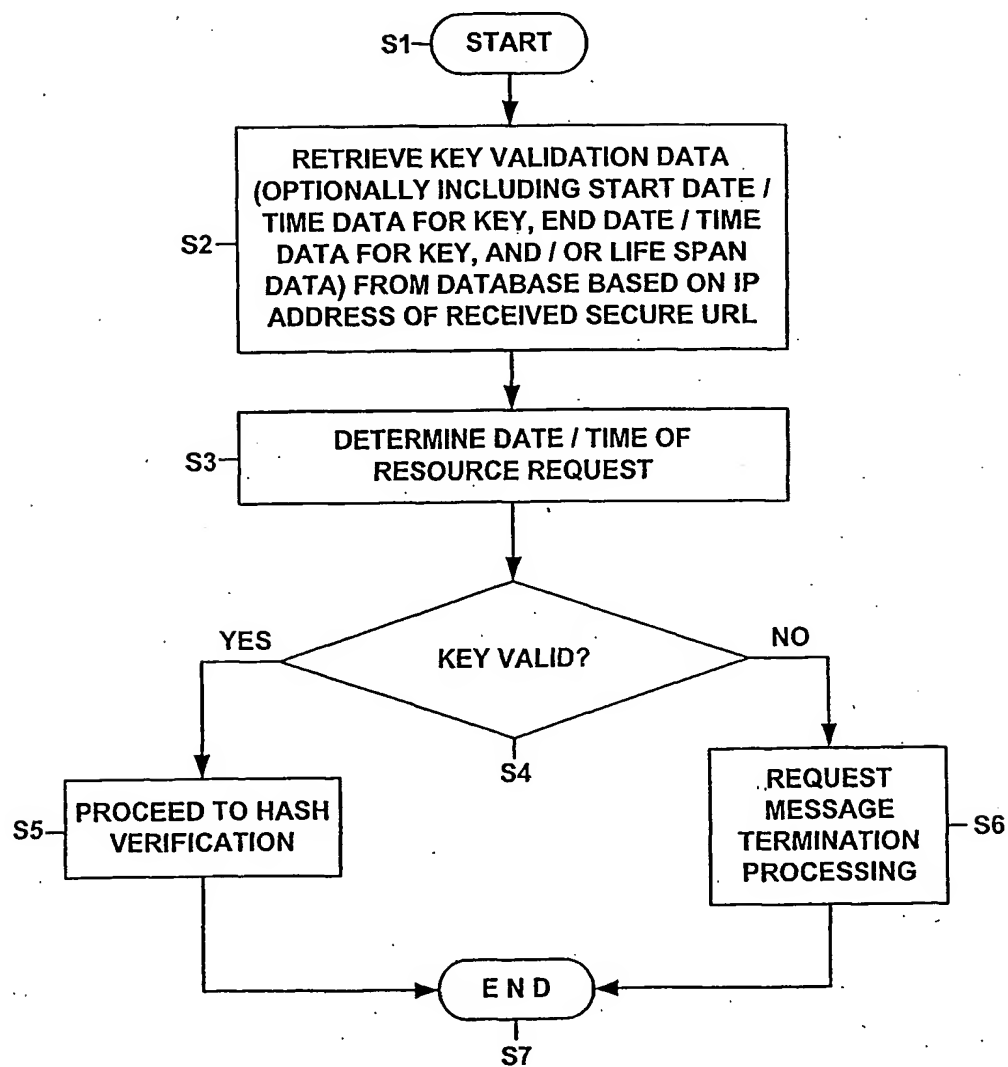 S1
START
RETRIEVE KEY VALIDATION DATA
(OPTIONALLY INCLUDING START DATE /
TIME DATA FOR KEY, END DATE / TIME
DATA FOR KEY, AND / OR LIFE SPAN
DATA) FROM DATABASE BASED ON IP
ADDRESS OF RECEIVED SECURE URL
S2
DETERMINE DATE / TIME OF
RESOURCE REQUEST
S3
YES
NO
KEY VALID?
S4
PROCEED TO HASH
VERIFICATION
S5
REQUEST
MESSAGE
TERMINATION
PROCESSING
S6
E N D
S7